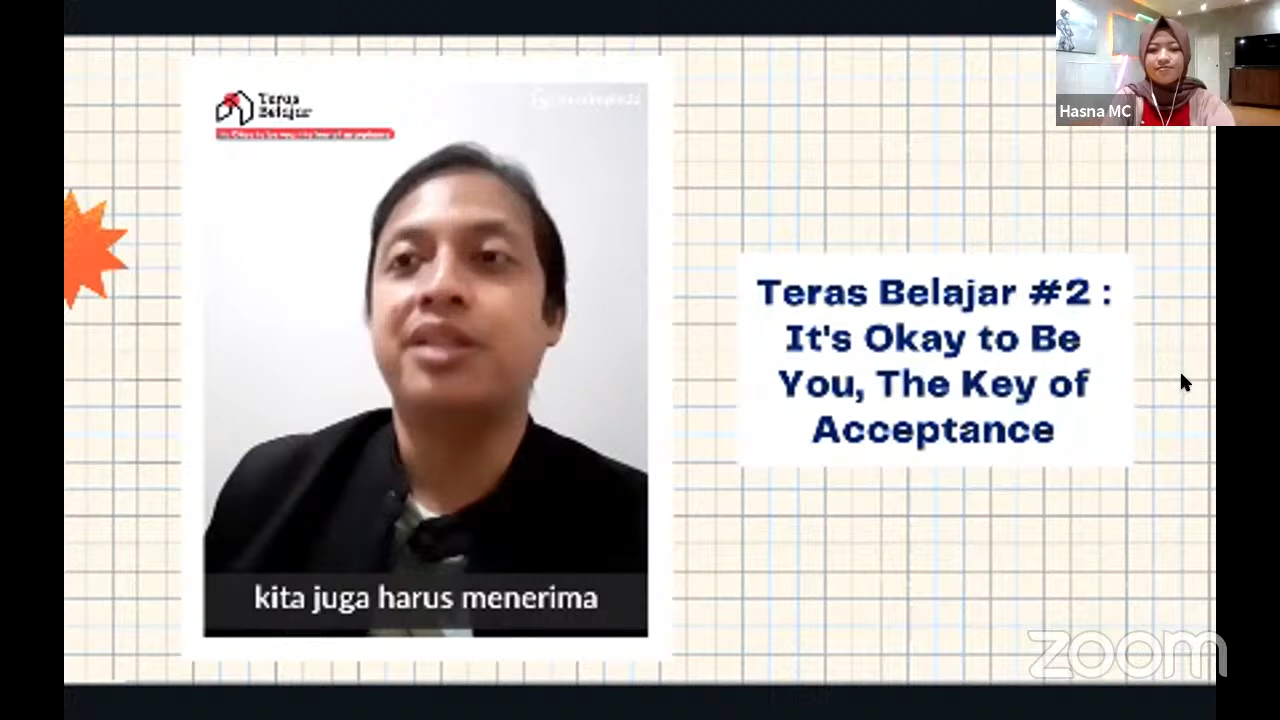 Teras
Belajar
Hasna MC
Teras Belajar #2 :
It's Okay to Be
You, The Key of
Acceptance
kita juga harus menerima
zoom